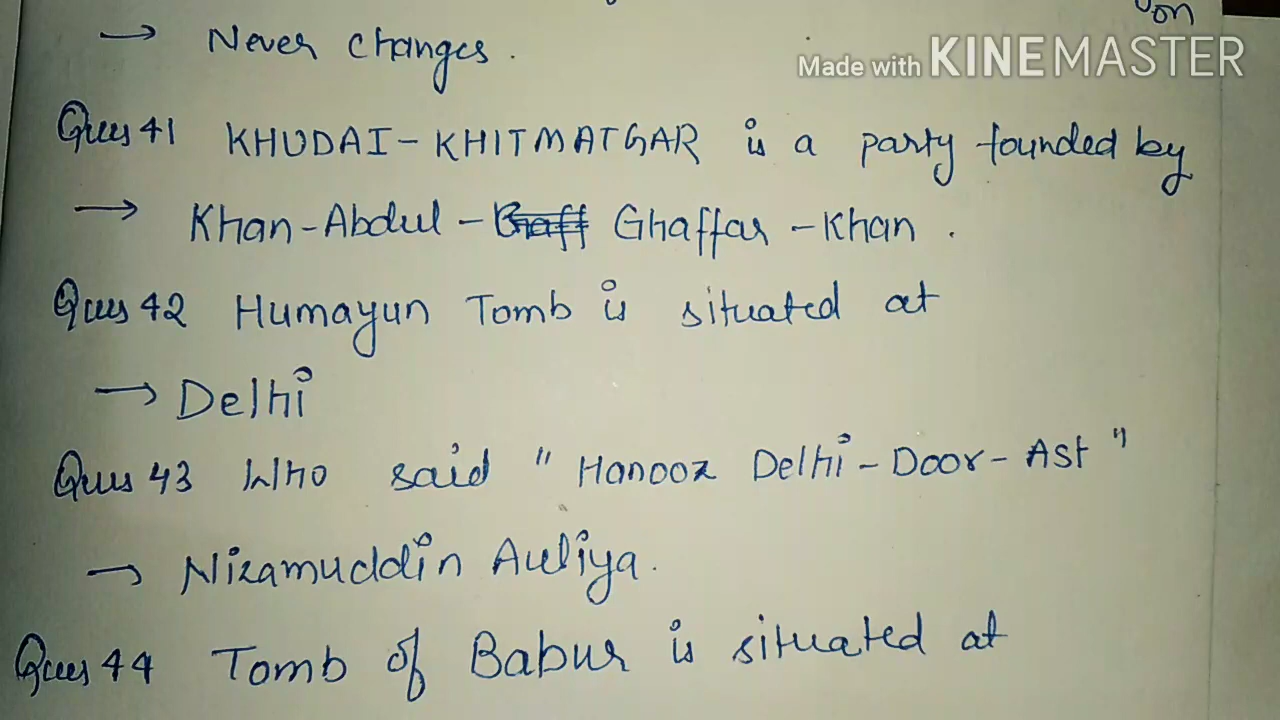 on
→ Never changes.
Made with KINEMASTER
Ques 41 KHUDAI-KHITMATGAR is a party founded by
→ Khan-Abdul- Ghaffar-Khan.
Ques 42 Humayun Tomb is situated at
→ Delhi
Ques 43 Who said "Hanooz Delhi-Door-Ast"
→ Nizamuddin Auliya.
Ques 44 Tomb of Babur is situated at